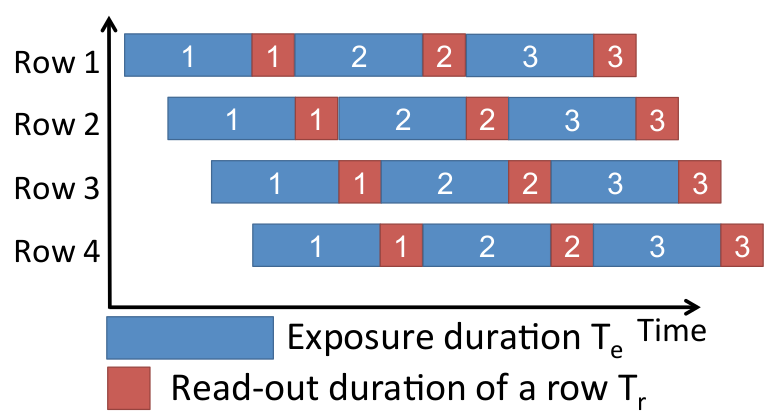 Row 1 1 1 2 2 3 3
Row 2 1 1 2 2 3 3
Row 3 1 1 2 2 3 3
Row 4 1 1 2 2 3 3
Time
Exposure duration Te
Read-out duration of a row Tr